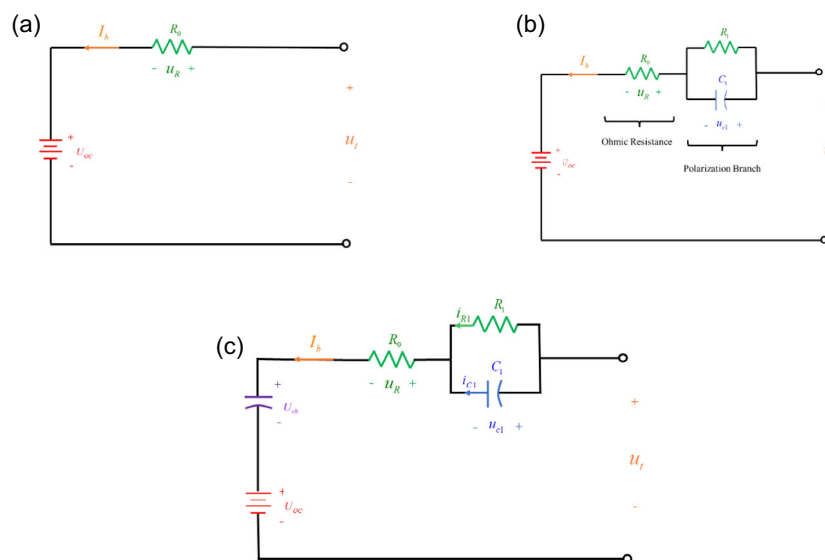 (a)
I_b
R_0
- u_R +
+
U_oc
-
+
u_t
-
(b)
I_b
R_0
- u_R +
R_1
C_1
- u_c1 +
Ohmic Resistance
Polarization Branch
+
U_oc
-
(c)
I_b
R_0
- u_R +
i_R1
R_1
i_C1
C_1
- u_c1 +
+
U_cb
-
+
U_oc
-
+
u_t
-